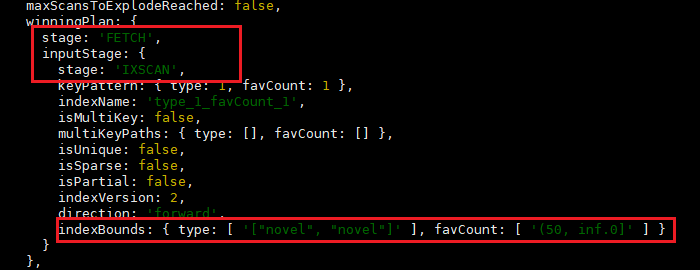 maxScansToExplodeReached: false,
winningPlan: {
stage: 'FETCH',
inputStage: {
stage: 'IXSCAN',
keyPattern: { type: 1, favCount: 1 },
indexName: 'type_1_favCount_1',
isMultiKey: false,
multiKeyPaths: { type: [], favCount: [] },
isUnique: false,
isSparse: false,
isPartial: false,
indexVersion: 2,
direction: 'forward',
indexBounds: { type: [ '["novel", "novel"]' ], favCount: [ '(50, inf.0]' ] }
}
},